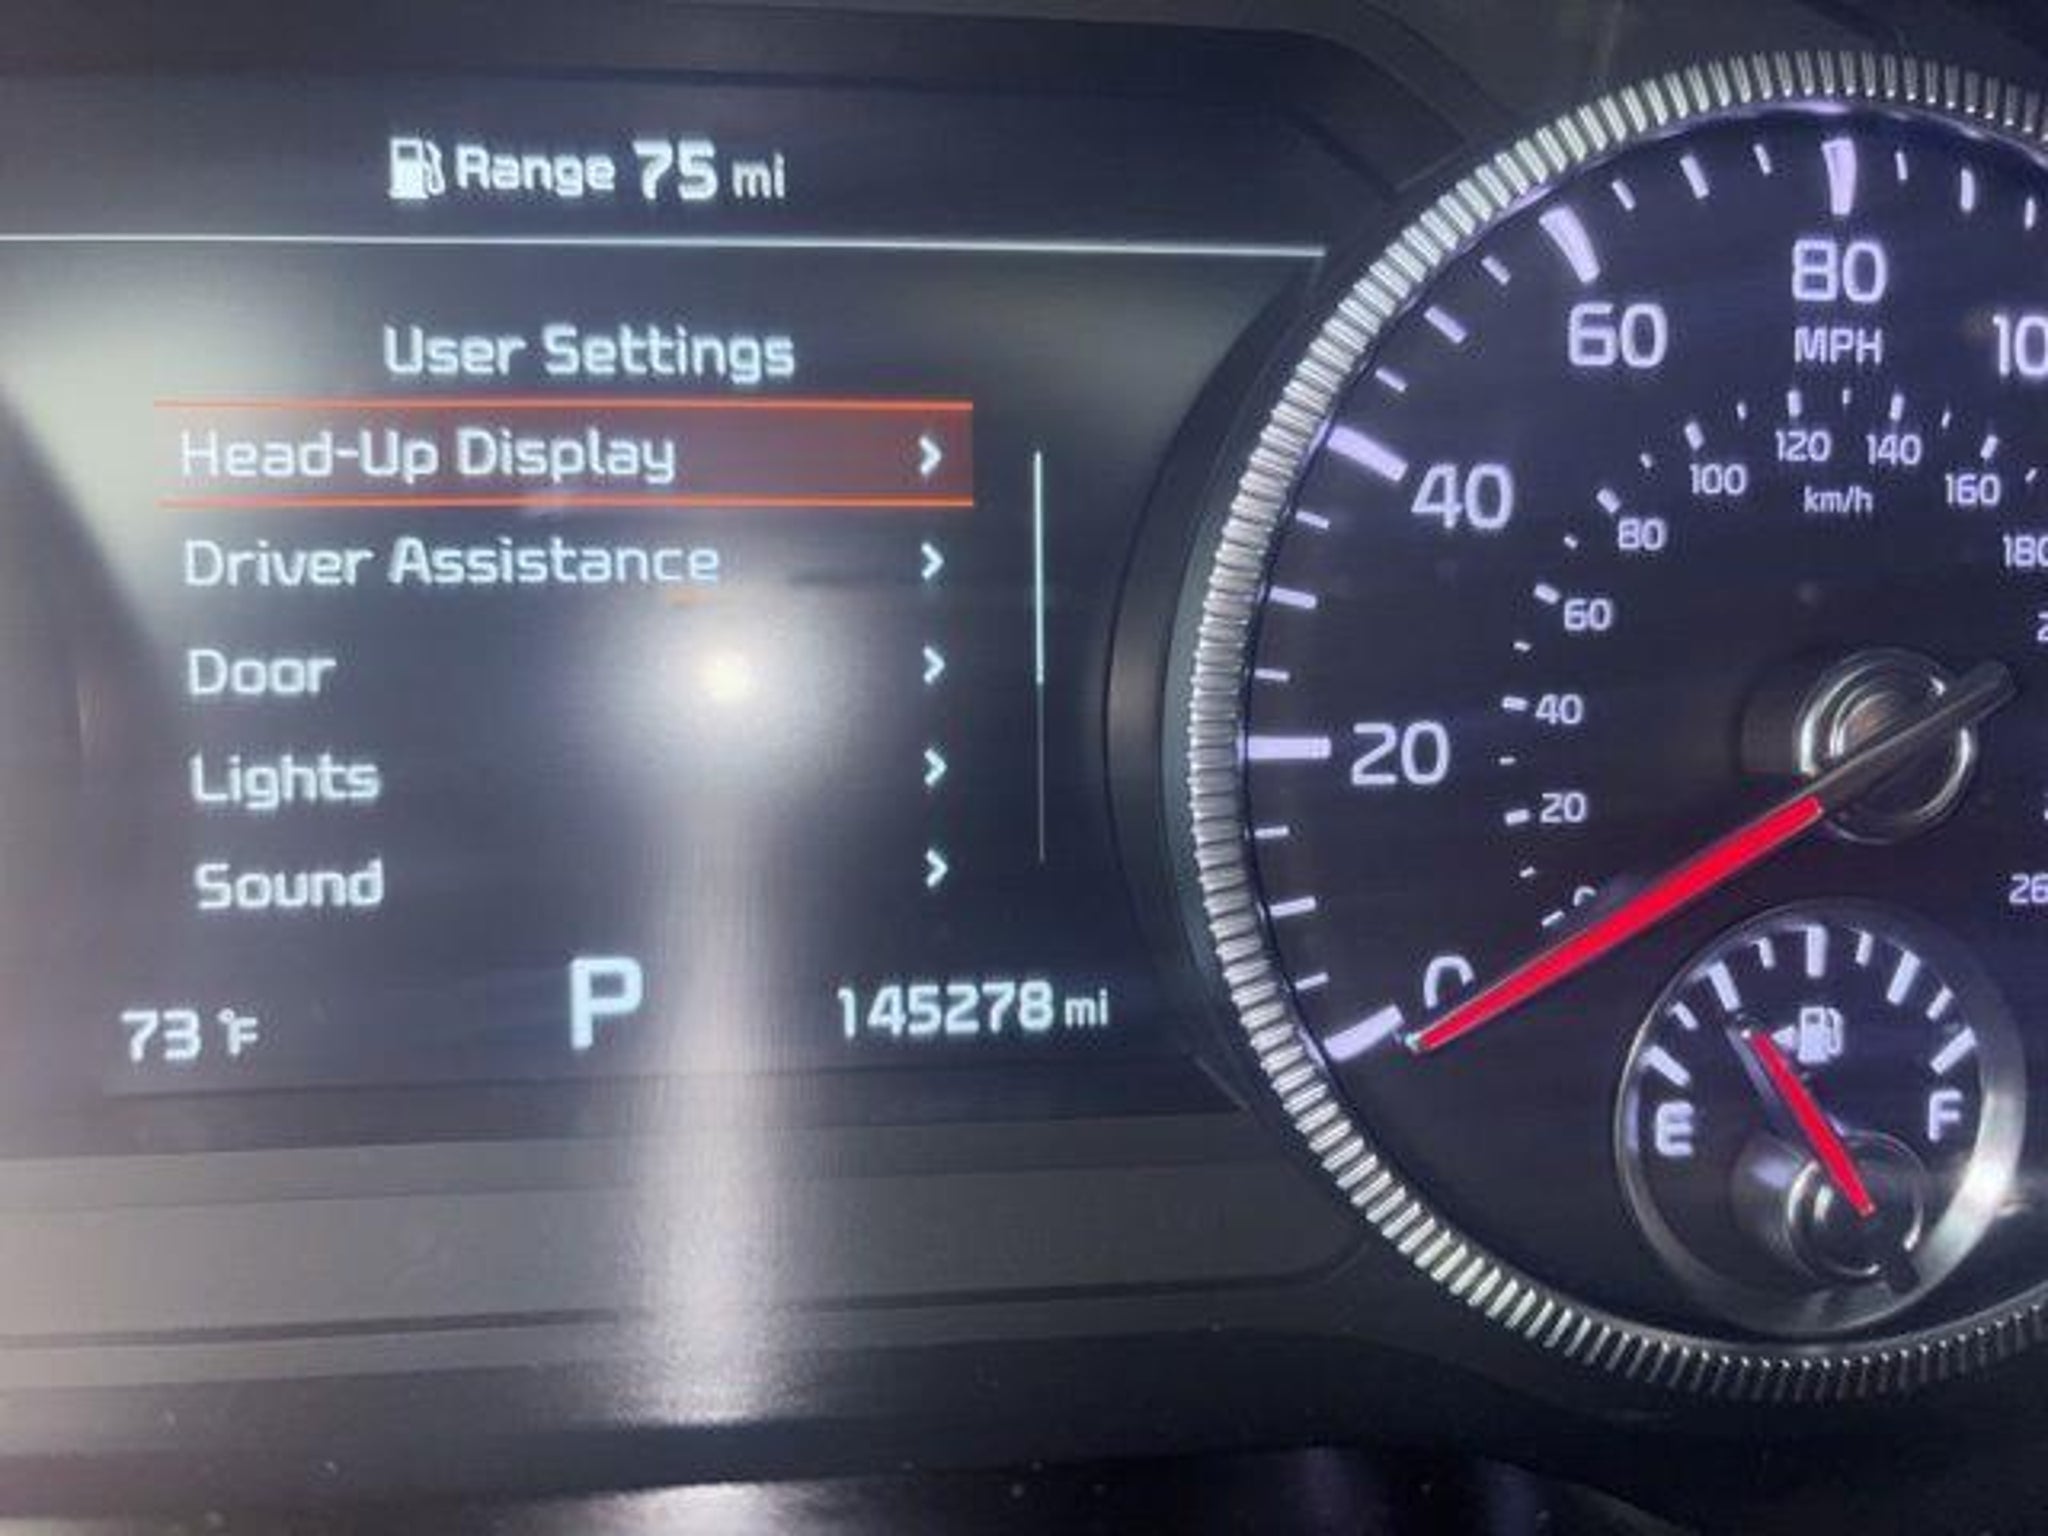 Range 75 mi
User Settings
Head-Up Display
Driver Assistance
Door
Lights
Sound
73 °F
P
145278 mi
0
20
40
60
80
MPH
0
20
40
60
80
100
120
140
160
km/h
E
F